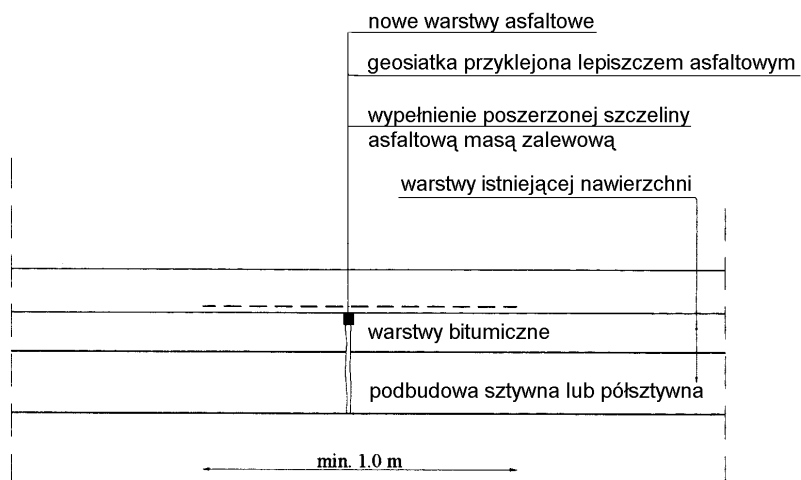 nowe warstwy asfaltowe
geosiatka przyklejona lepiszczem asfaltowym
wypełnienie poszerzonej szczeliny
asfaltową masą zalewową
warstwy istniejącej nawierzchni
warstwy bitumiczne
podbudowa sztywna lub półsztywna
min. 1.0 m